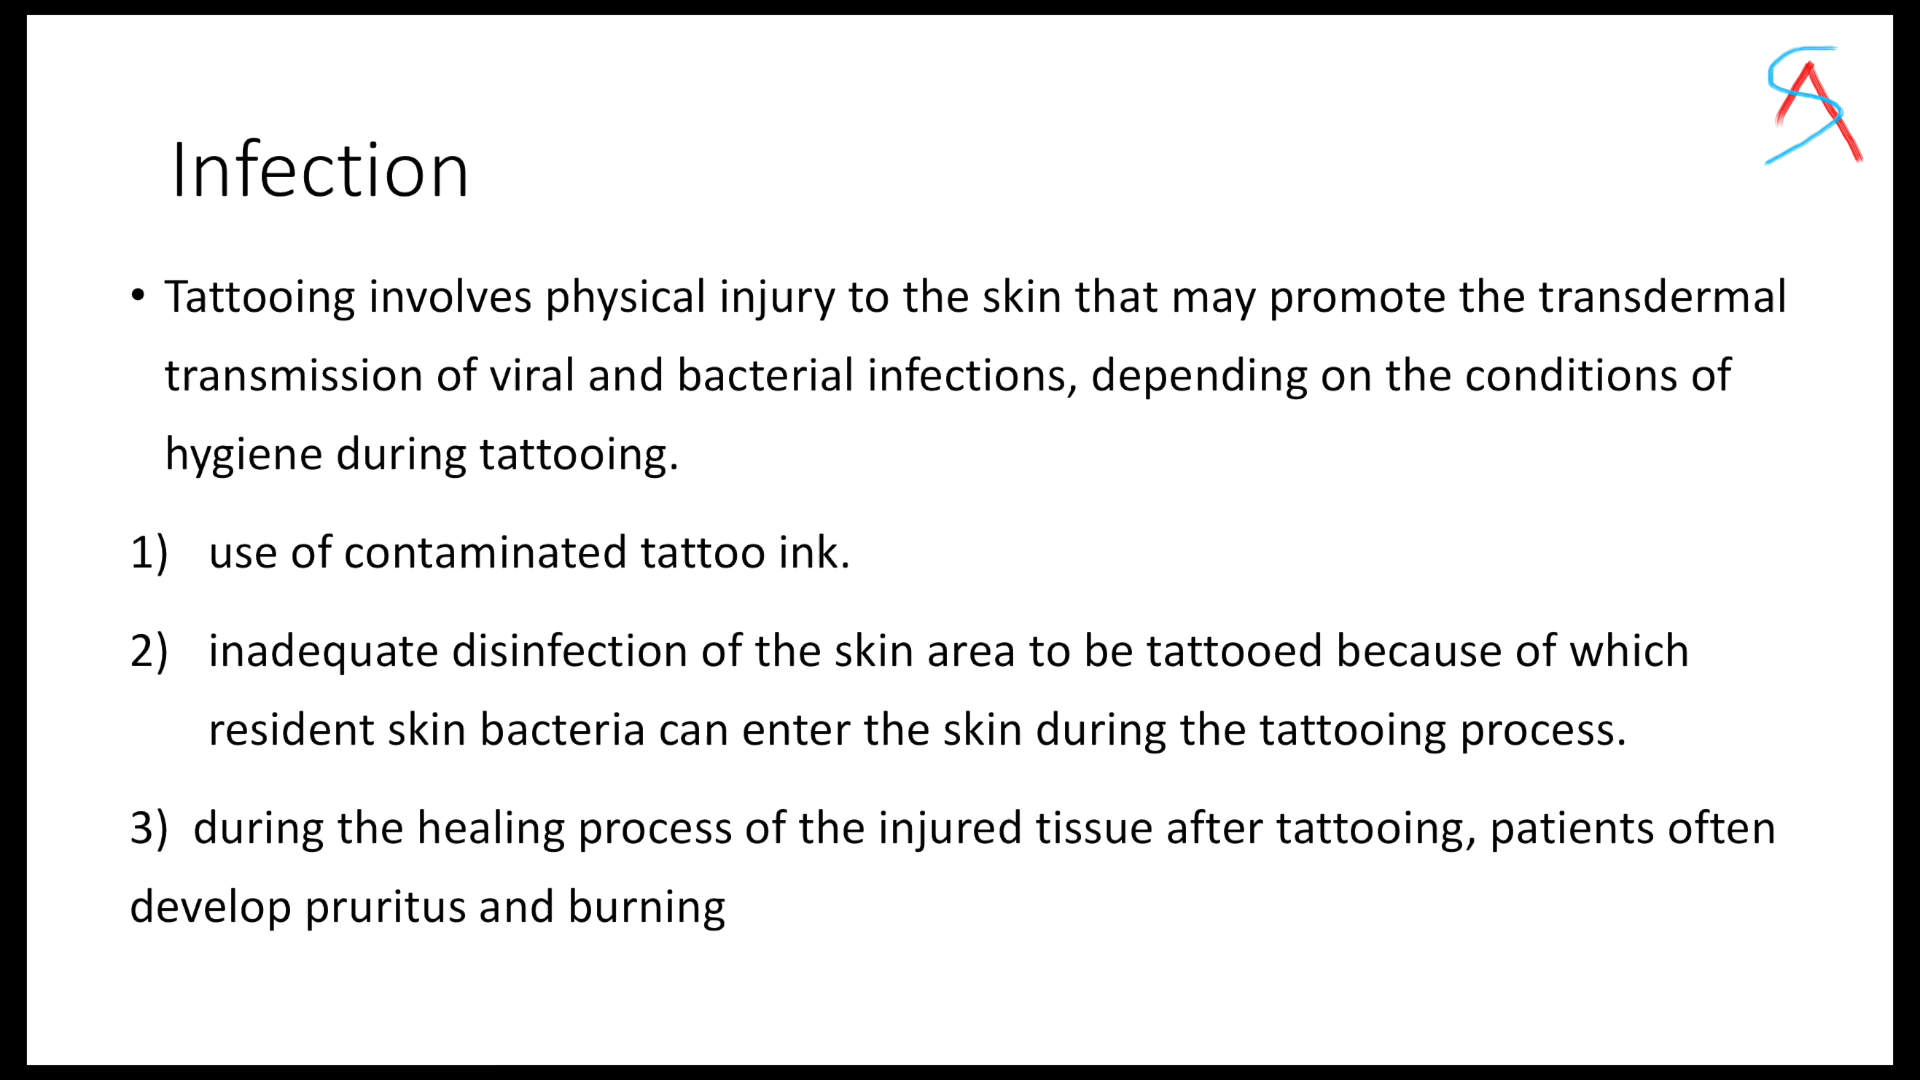 Infection
• Tattooing involves physical injury to the skin that may promote the transdermal
transmission of viral and bacterial infections, depending on the conditions of
hygiene during tattooing.
1) use of contaminated tattoo ink.
2) inadequate disinfection of the skin area to be tattooed because of which
resident skin bacteria can enter the skin during the tattooing process.
3) during the healing process of the injured tissue after tattooing, patients often
develop pruritus and burning
SA